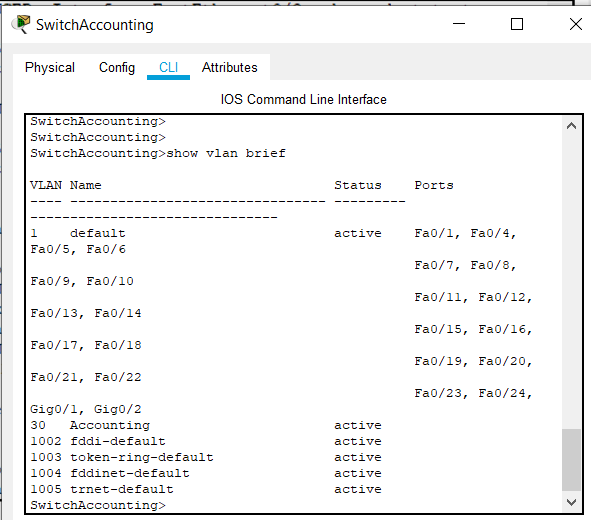 SwitchAccounting
Physical Config CLI Attributes
IOS Command Line Interface
SwitchAccounting>
SwitchAccounting>
SwitchAccounting>show vlan brief
VLAN Name Status Ports
---- -------------------------------- ---------
-------------------------------
1 default active Fa0/1, Fa0/4,
Fa0/5, Fa0/6
Fa0/7, Fa0/8,
Fa0/9, Fa0/10
Fa0/11, Fa0/12,
Fa0/13, Fa0/14
Fa0/15, Fa0/16,
Fa0/17, Fa0/18
Fa0/19, Fa0/20,
Fa0/21, Fa0/22
Fa0/23, Fa0/24,
Gig0/1, Gig0/2
30 Accounting active
1002 fddi-default active
1003 token-ring-default active
1004 fddinet-default active
1005 trnet-default active
SwitchAccounting>